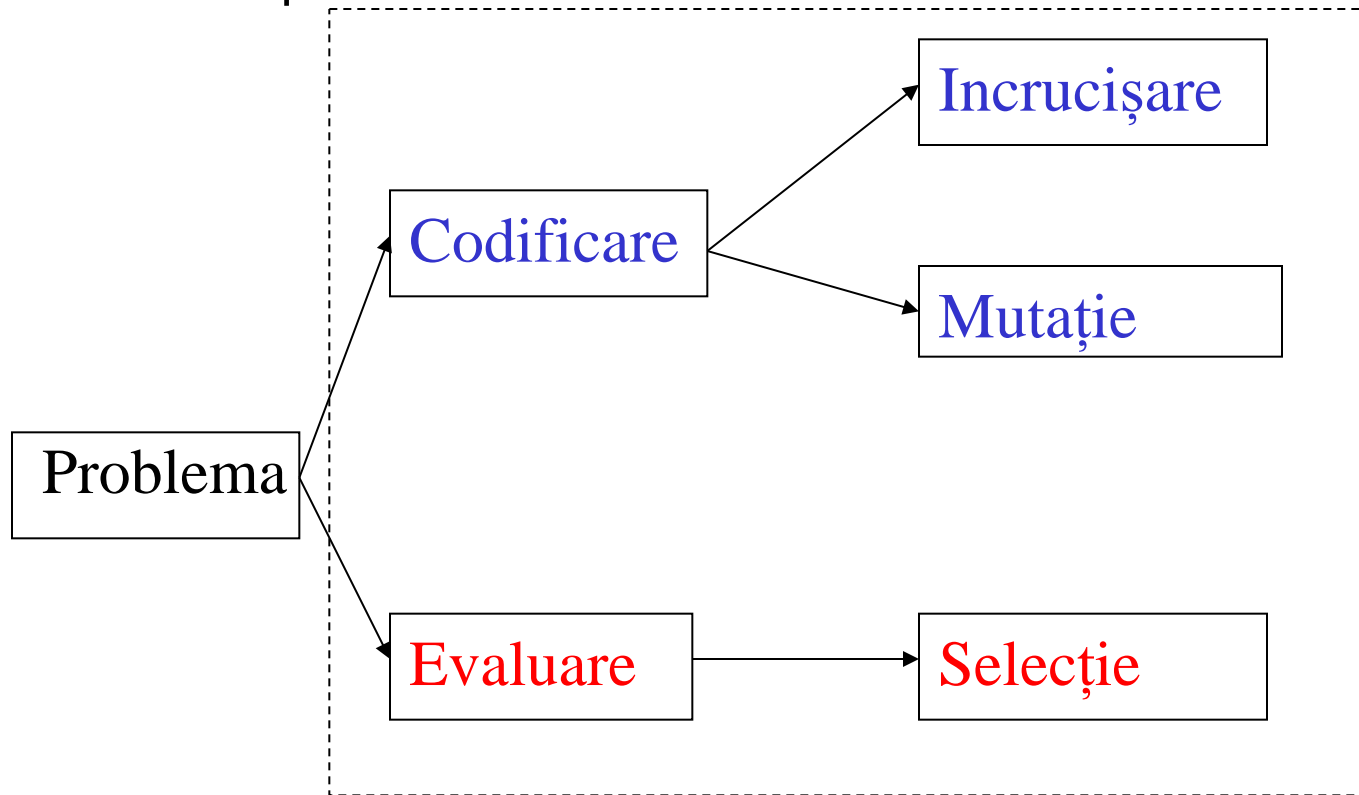 Incrucișare
Codificare
Mutație
Problema
Evaluare
Selecție